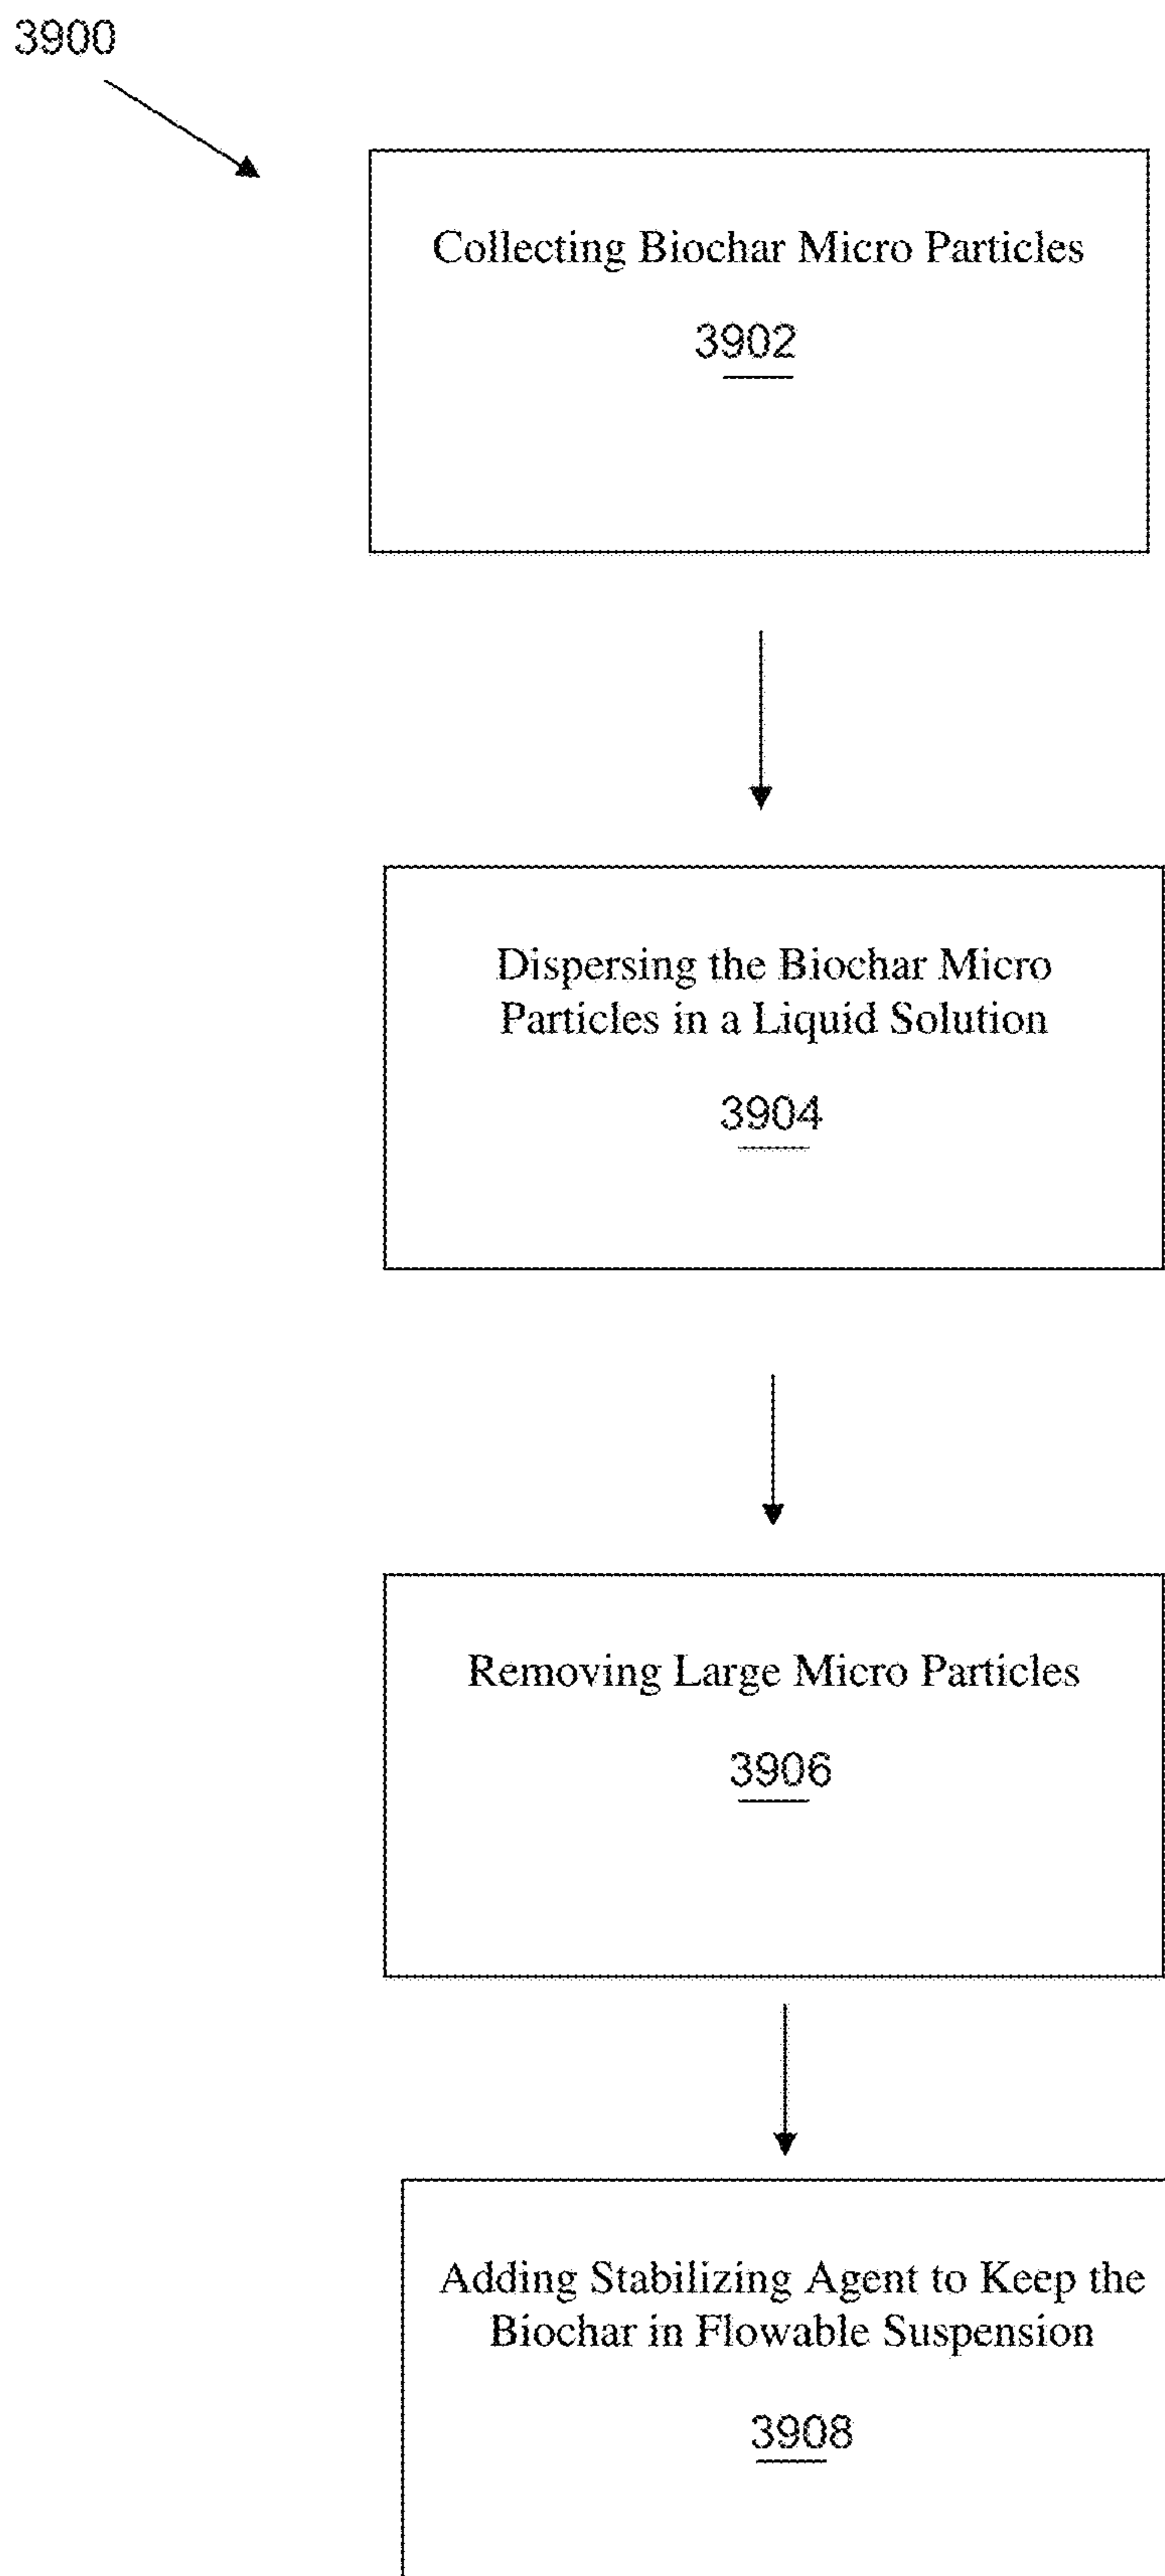 3900
Collecting Biochar Micro Particles
3902
Dispersing the Biochar Micro
Particles in a Liquid Solution
3904
Removing Large Micro Particles
3906
Adding Stabilizing Agent to Keep the
Biochar in Flowable Suspension
3908